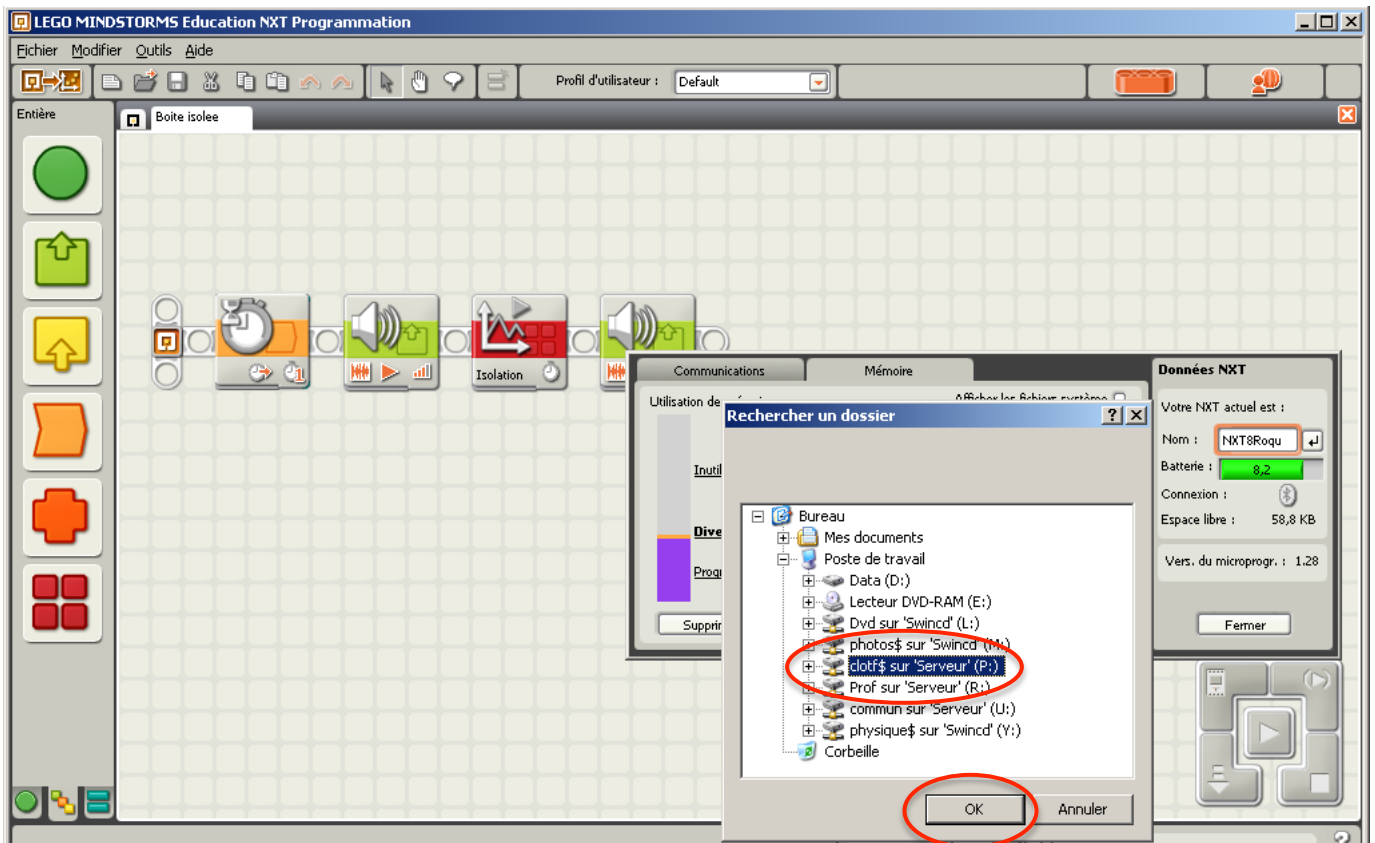 LEGO MINDSTORMS Education NXT Programmation
Fichier Modifier Outils Aide
Profil d'utilisateur : Default
Entière
Boite isolee
Isolation
1
Communications
Mémoire
Utilisation de
Afficher les fichiers système
Inutil
Dive
Prog
Supprir
Rechercher un dossier
Bureau
Mes documents
Poste de travail
Data (D:)
Lecteur DVD-RAM (E:)
Dvd sur 'Swincd' (L:)
photos$ sur 'Swincd' (M:)
clotf$ sur 'Serveur' (P:)
Prof sur 'Serveur' (R:)
commun sur 'Serveur' (U:)
physique$ sur 'Swincd' (Y:)
Corbeille
OK
Annuler
Données NXT
Votre NXT actuel est :
Nom : NXT8Roqu
Batterie : 8,2
Connexion :
Espace libre : 58,8 KB
Vers. du microprogr. : 1.28
Fermer